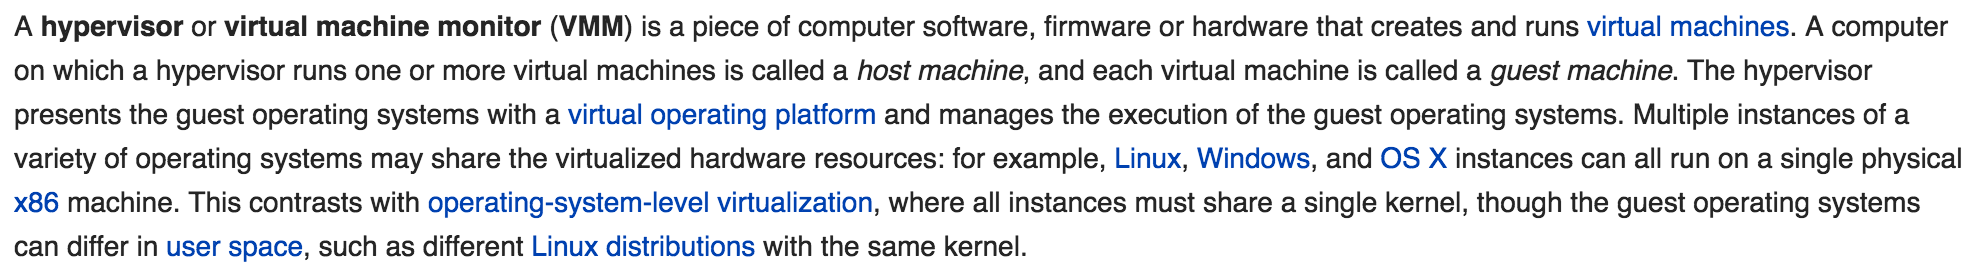 A hypervisor or virtual machine monitor (VMM) is a piece of computer software, firmware or hardware that creates and runs virtual machines. A computer
on which a hypervisor runs one or more virtual machines is called a host machine, and each virtual machine is called a guest machine. The hypervisor
presents the guest operating systems with a virtual operating platform and manages the execution of the guest operating systems. Multiple instances of a
variety of operating systems may share the virtualized hardware resources: for example, Linux, Windows, and OS X instances can all run on a single physical
x86 machine. This contrasts with operating-system-level virtualization, where all instances must share a single kernel, though the guest operating systems
can differ in user space, such as different Linux distributions with the same kernel.